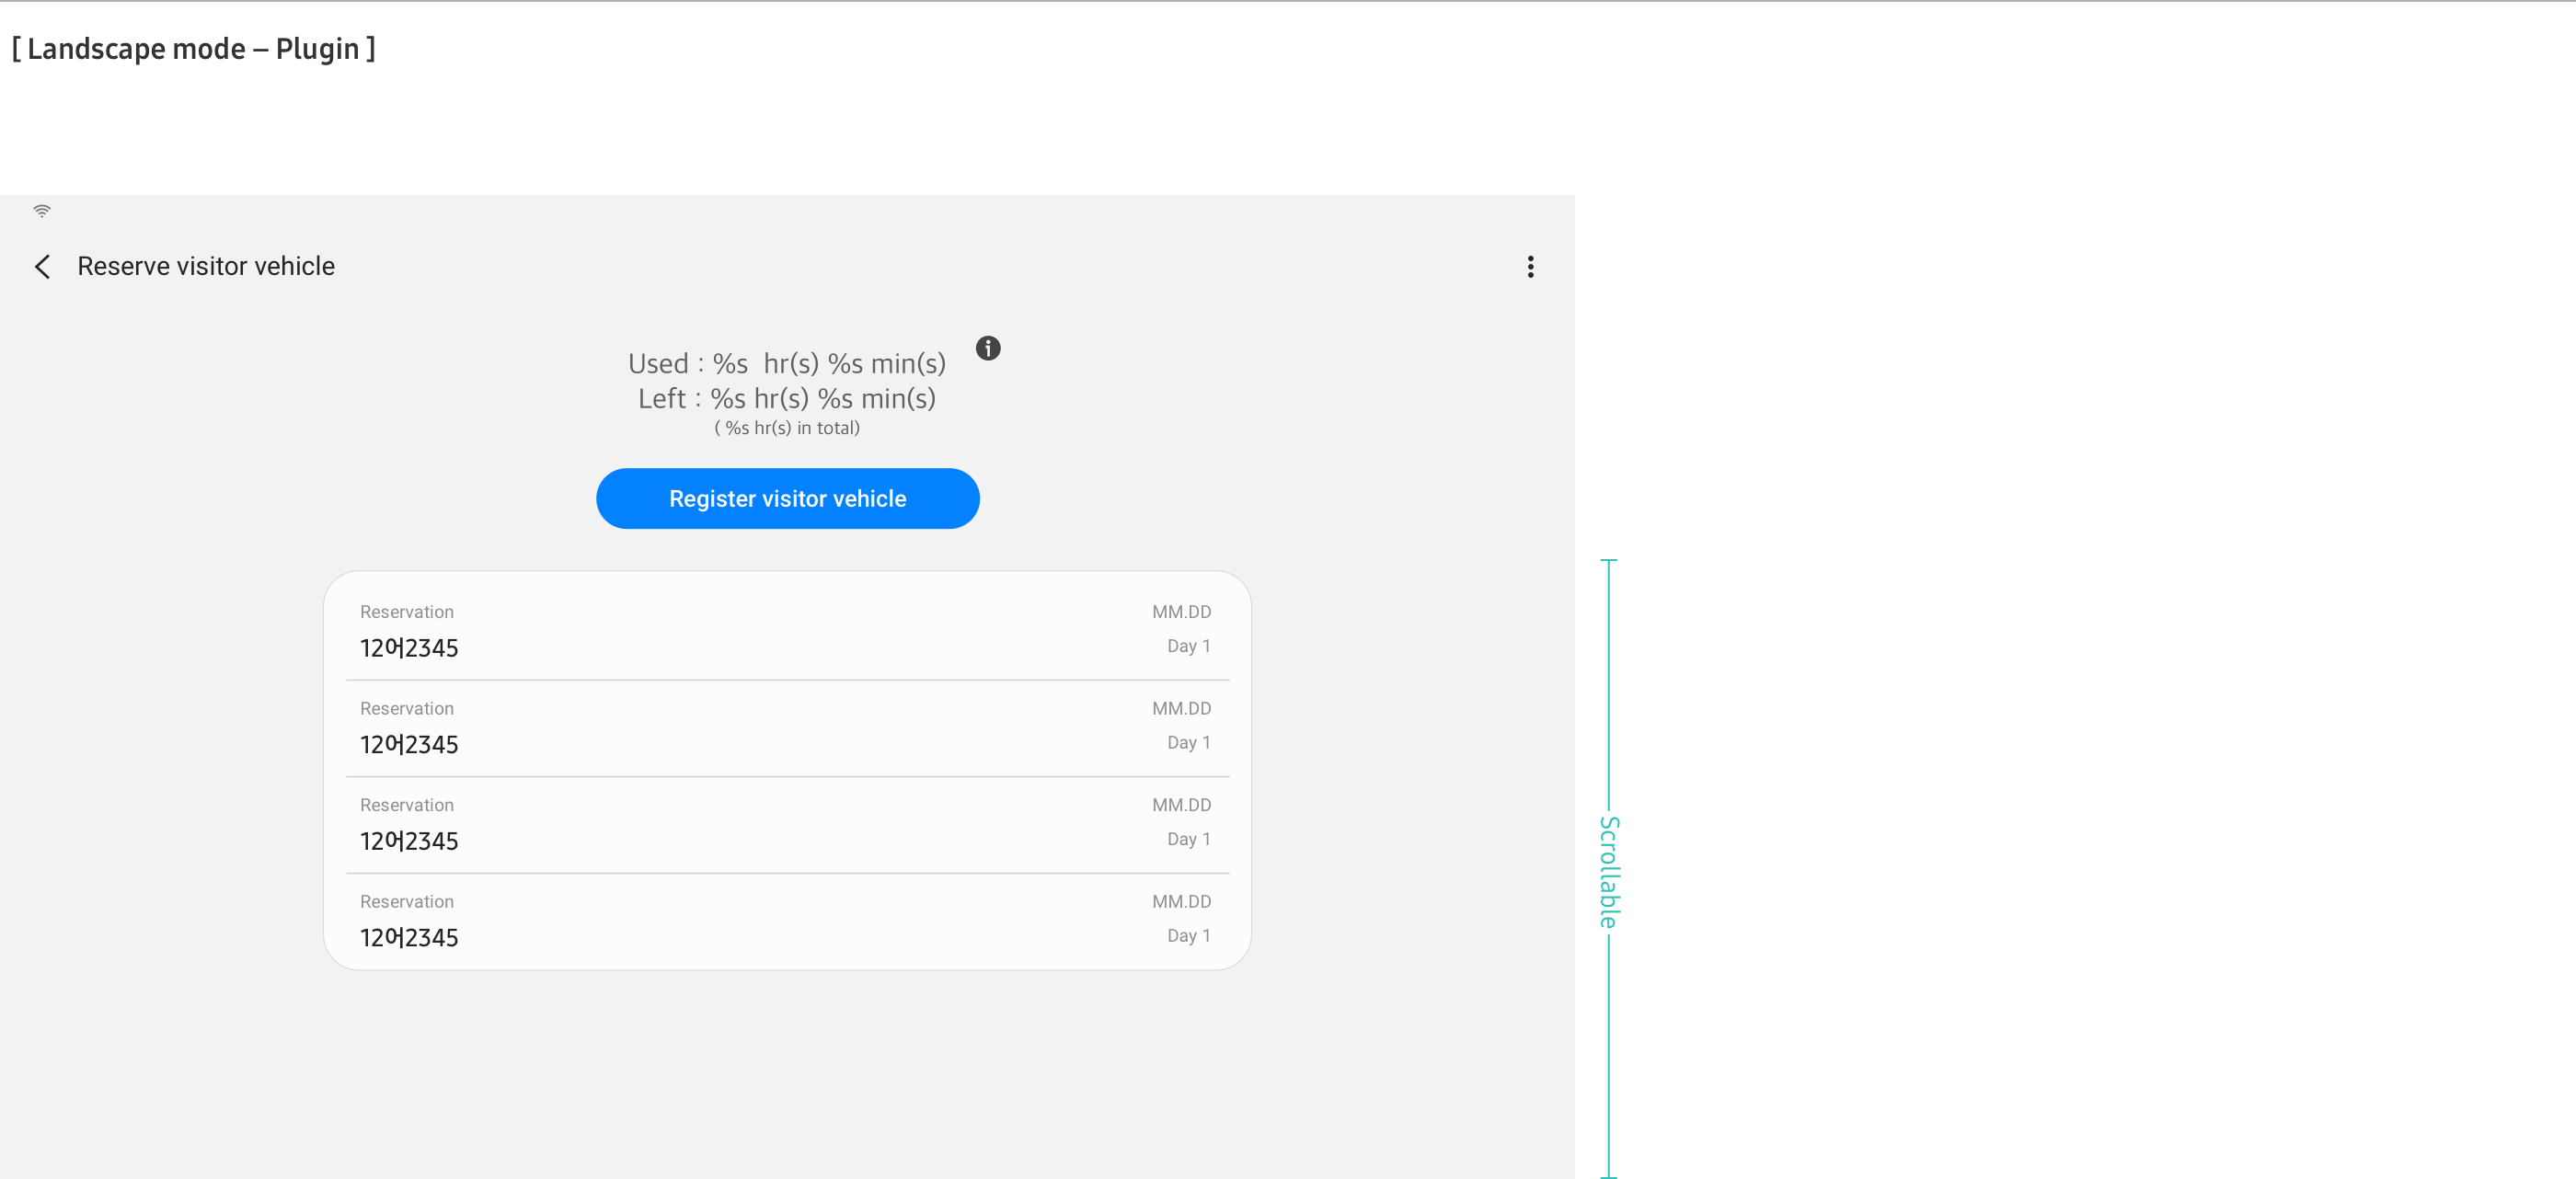 [ Landscape mode – Plugin ]
Reserve visitor vehicle
Used : %s  hr(s) %s min(s)
Left : %s hr(s) %s min(s)
( %s hr(s) in total)
Register visitor vehicle
Reservation MM.DD
12어2345 Day 1
Reservation MM.DD
12어2345 Day 1
Reservation MM.DD
12어2345 Day 1
Reservation MM.DD
12어2345 Day 1
Scrollable